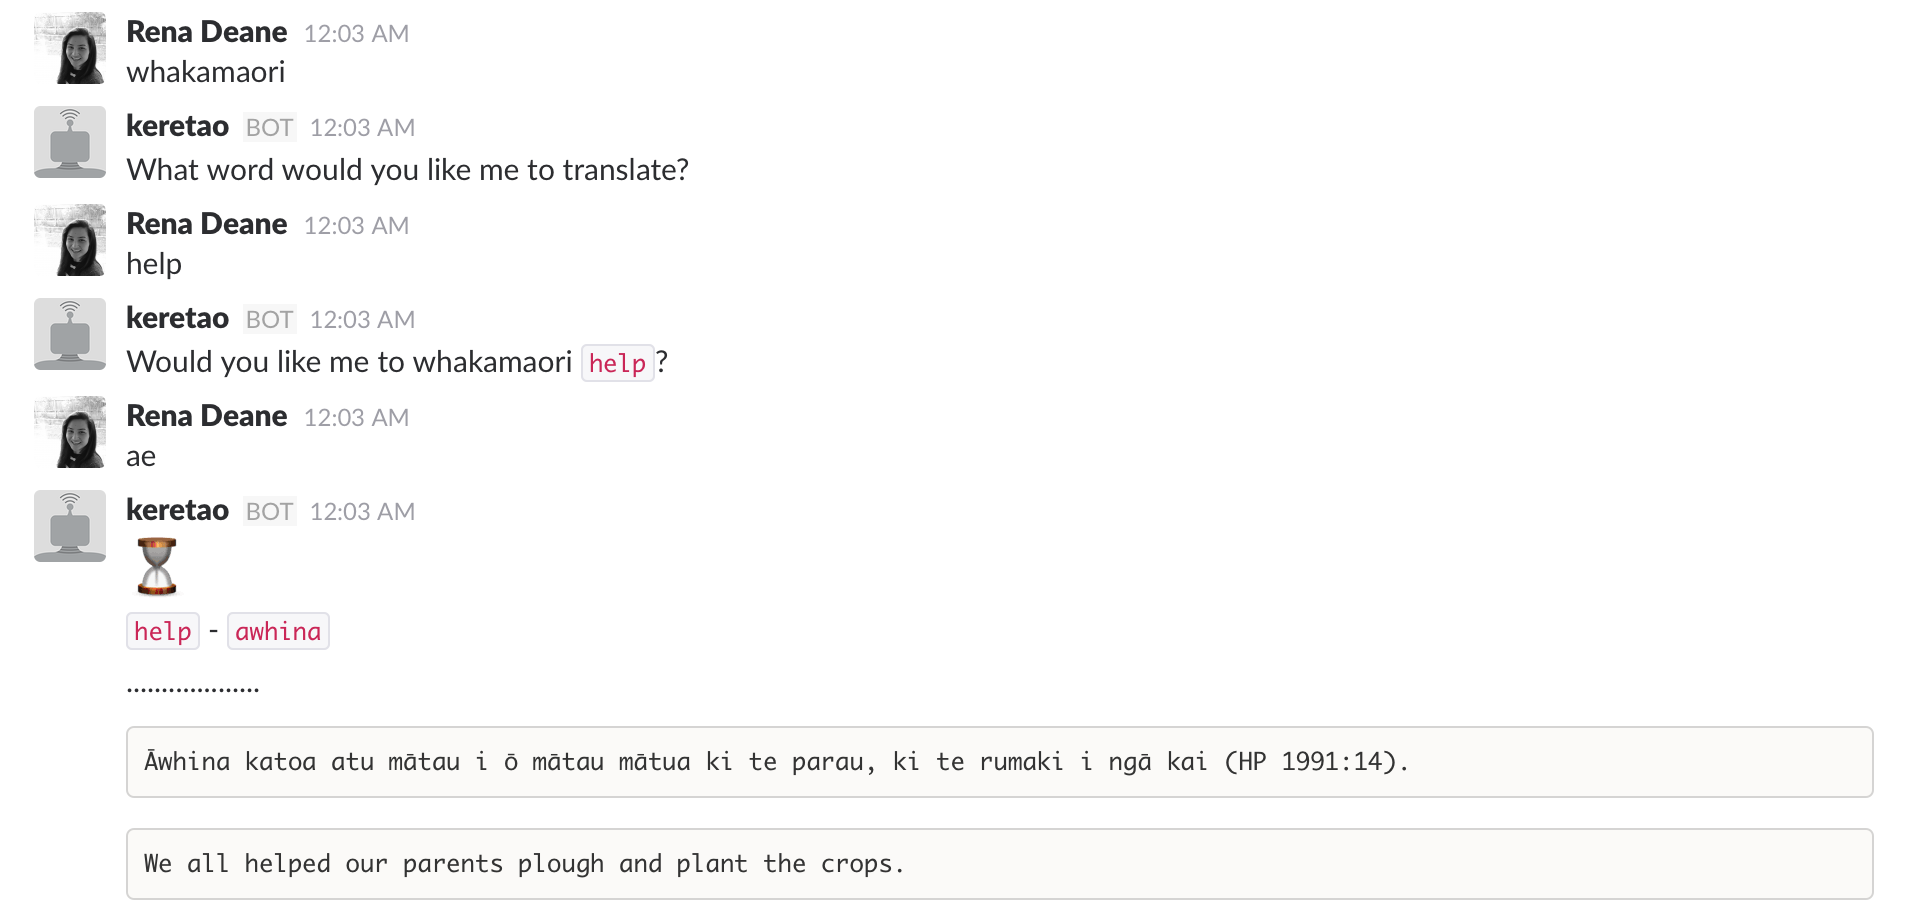 Rena Deane 12:03 AM
whakamaori
keretao BOT 12:03 AM
What word would you like me to translate?
Rena Deane 12:03 AM
help
keretao BOT 12:03 AM
Would you like me to whakamaori help?
Rena Deane 12:03 AM
ae
keretao BOT 12:03 AM
help - awhina
...................
Āwhina katoa atu mātau i ō mātau mātua ki te parau, ki te rumaki i ngā kai (HP 1991:14).
We all helped our parents plough and plant the crops.